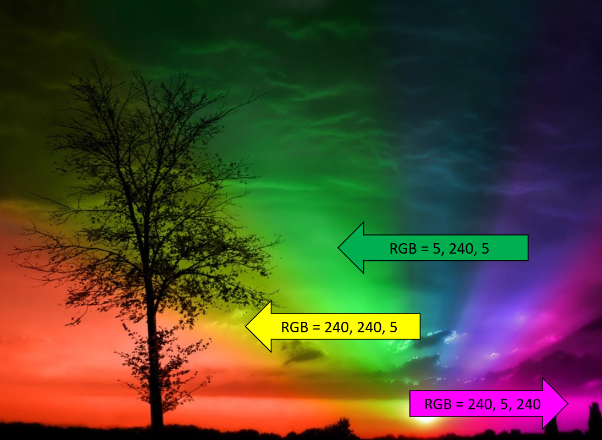 RGB = 5, 240, 5
RGB = 240, 240, 5
RGB = 240, 5, 240